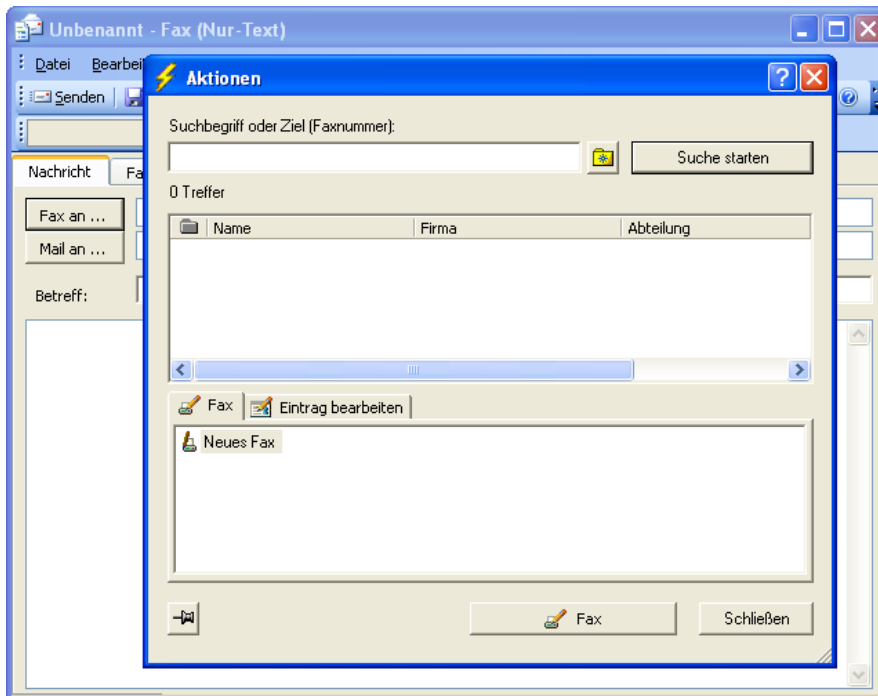 Unbenannt - Fax (Nur-Text)
Datei
Aktionen
Senden
Suchbegriff oder Ziel (Faxnummer):
Suche starten
Nachricht
0 Treffer
Fax an ...
Name Firma Abteilung
Mail an ...
Betreff:
Fax Eintrag bearbeiten
Neues Fax
Fax Schließen